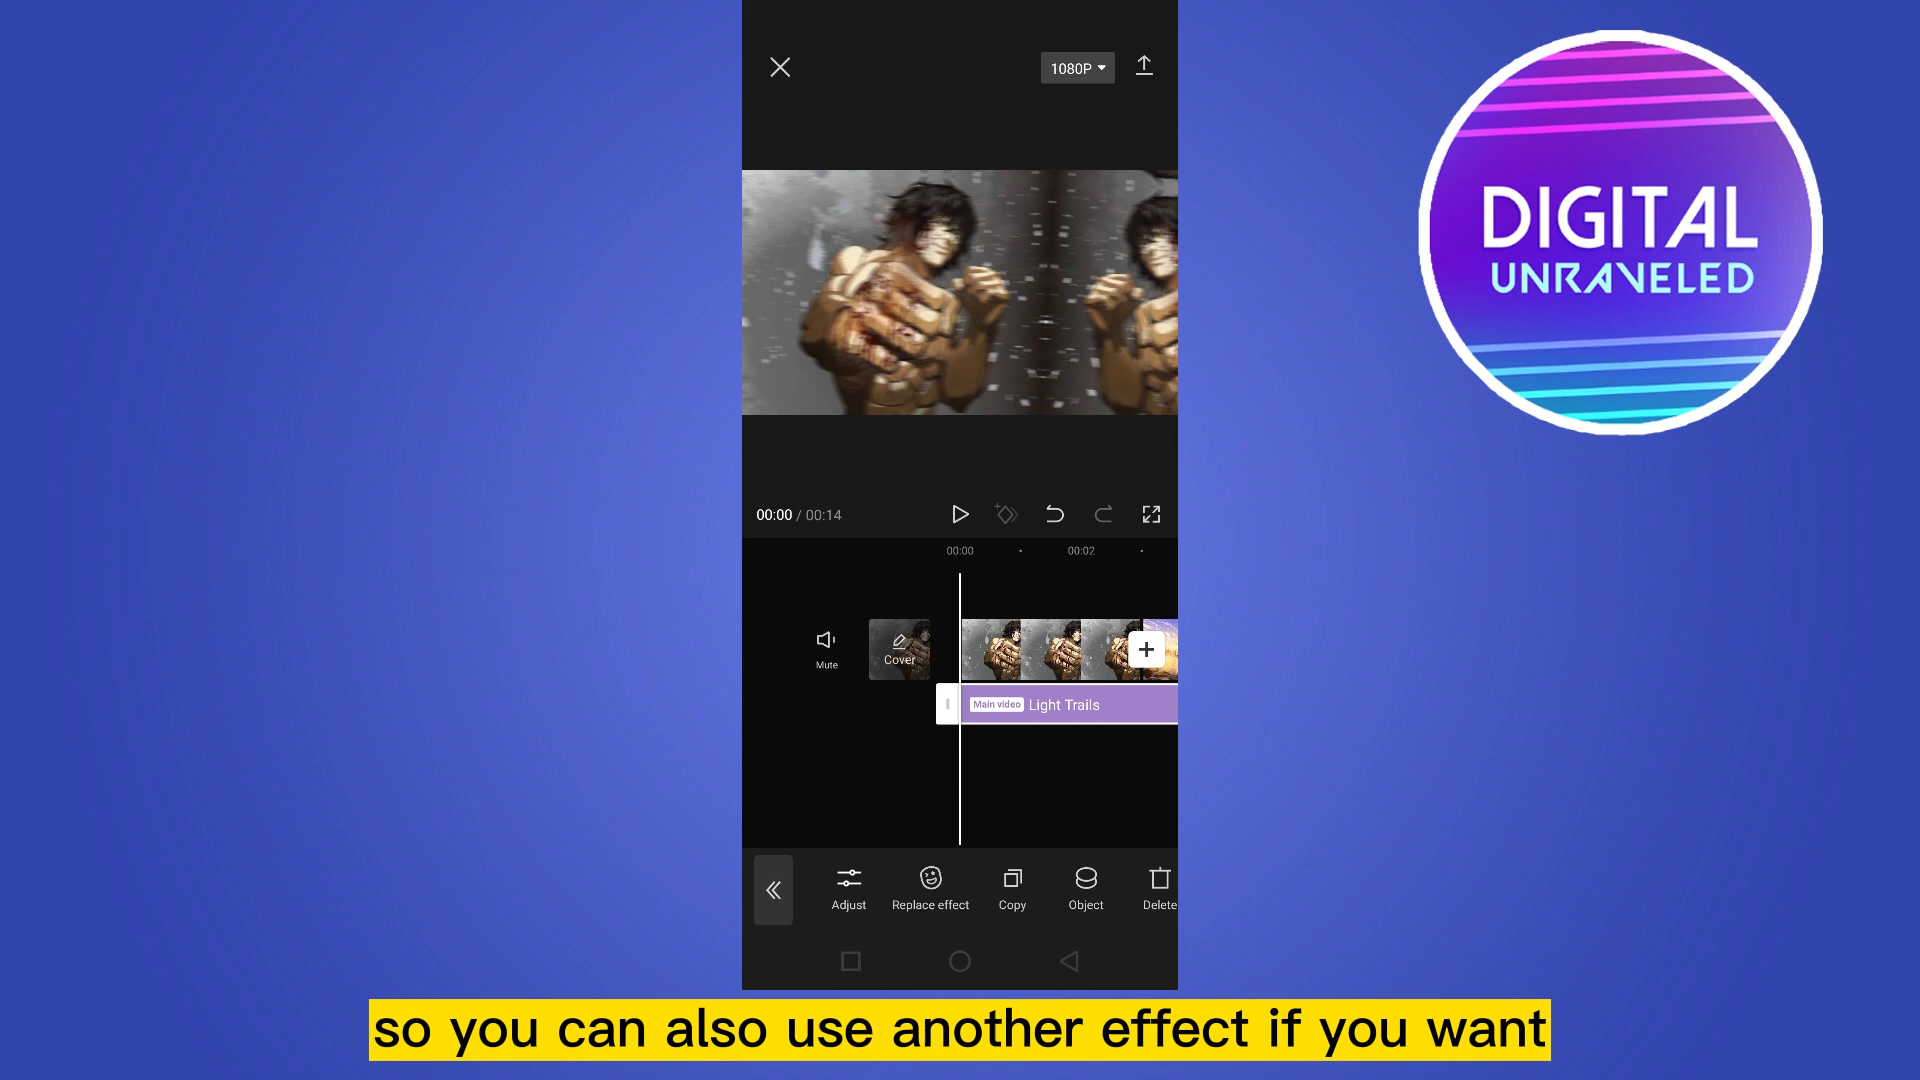 1080P
DIGITAL
UNRAVELED
00:00 / 00:14
00:00
00:02
Mute
Cover
Main video Light Trails
Adjust
Replace effect
Copy
Object
Delete
so you can also use another effect if you want